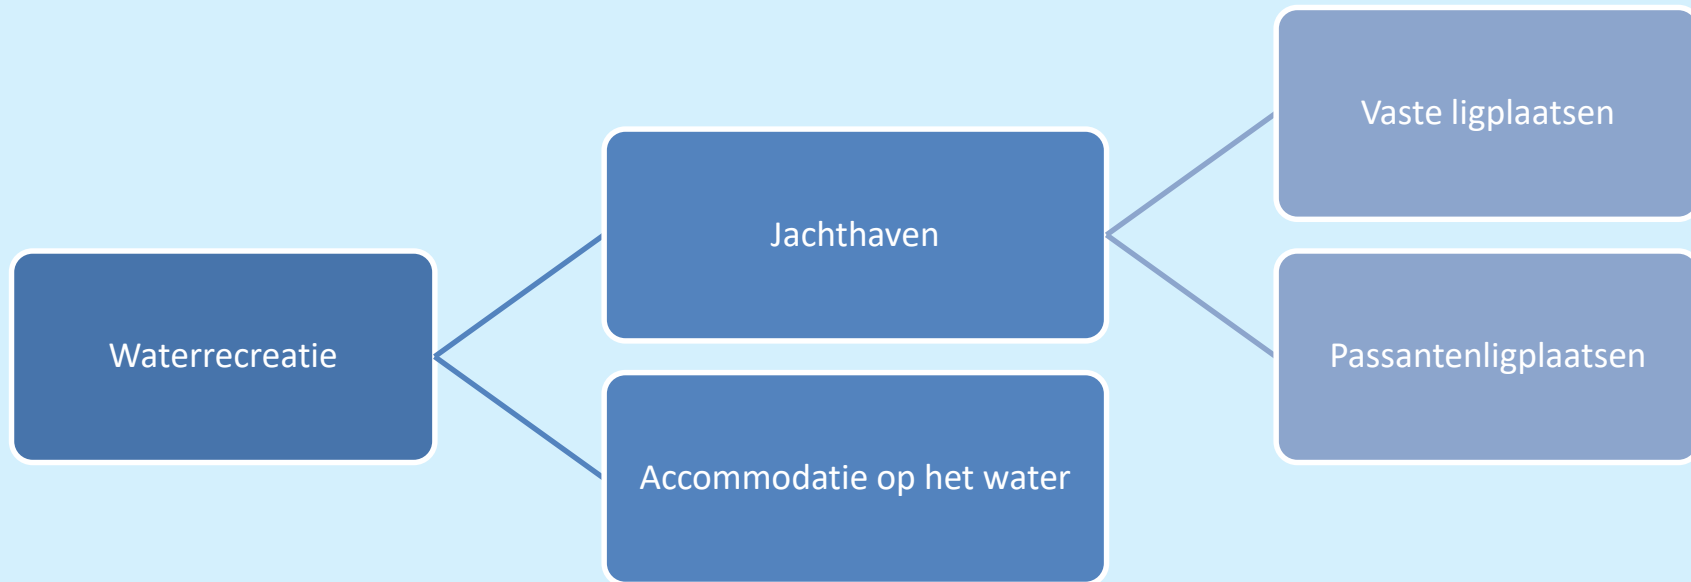 Waterrecreatie
Jachthaven
Vaste ligplaatsen
Passantenligplaatsen
Accommodatie op het water